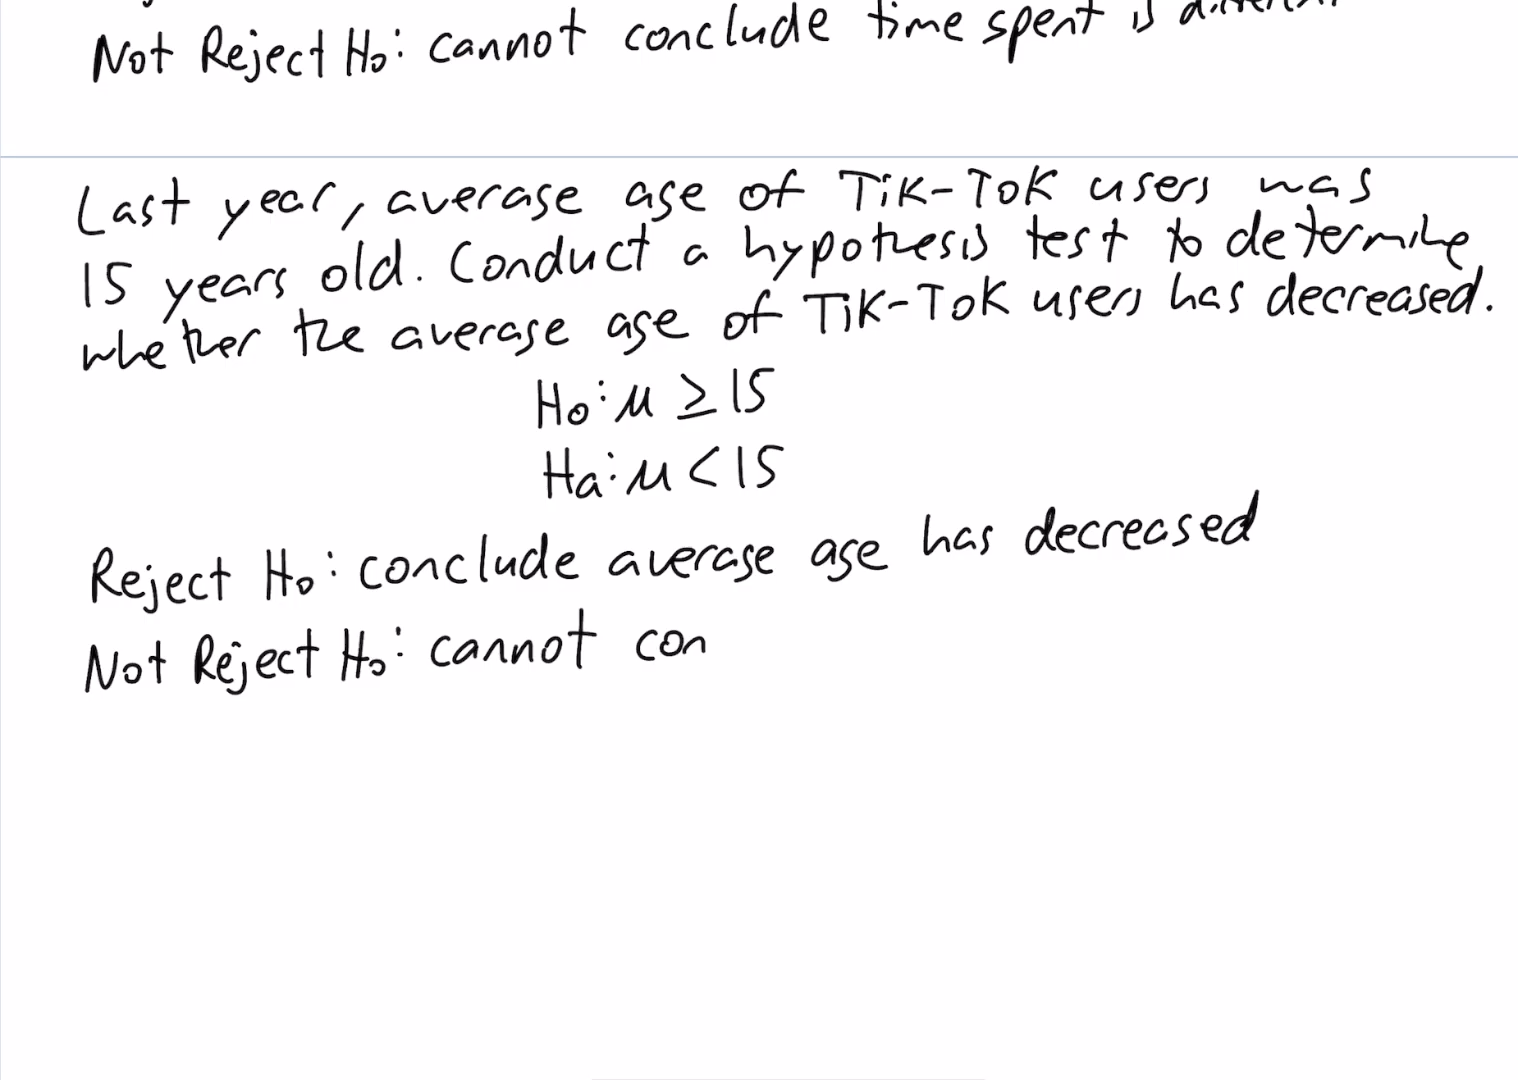 Not Reject H₀: cannot conclude time spent is different
Last year, average age of TiK-ToK users was
15 years old. Conduct a hypothesis test to determine
whether the average age of TiK-ToK users has decreased.
H₀: μ ≥ 15
Ha: μ < 15
Reject H₀: conclude average age has decreased
Not Reject H₀: cannot con